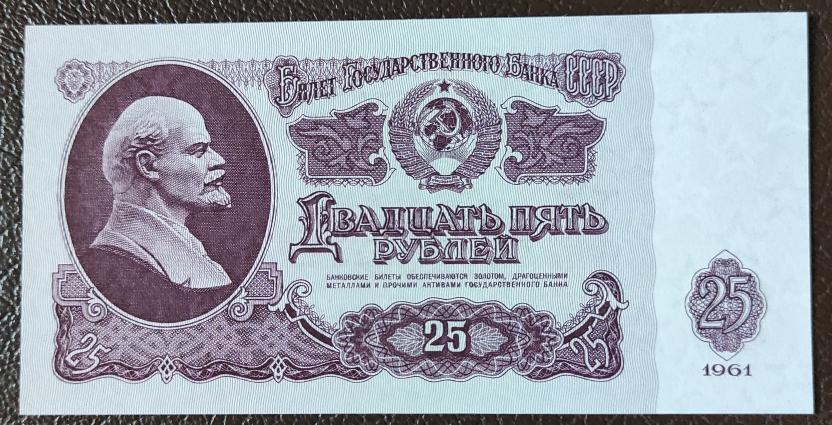 Билет Государственного Банка СССР
Двадцать пять
рублей
БАНКОВСКИЕ БИЛЕТЫ ОБЕСПЕЧИВАЮТСЯ ЗОЛОТОМ, ДРАГОЦЕННЫМИ
МЕТАЛЛАМИ И ПРОЧИМИ АКТИВАМИ ГОСУДАРСТВЕННОГО БАНКА
25
25
25
25
1961